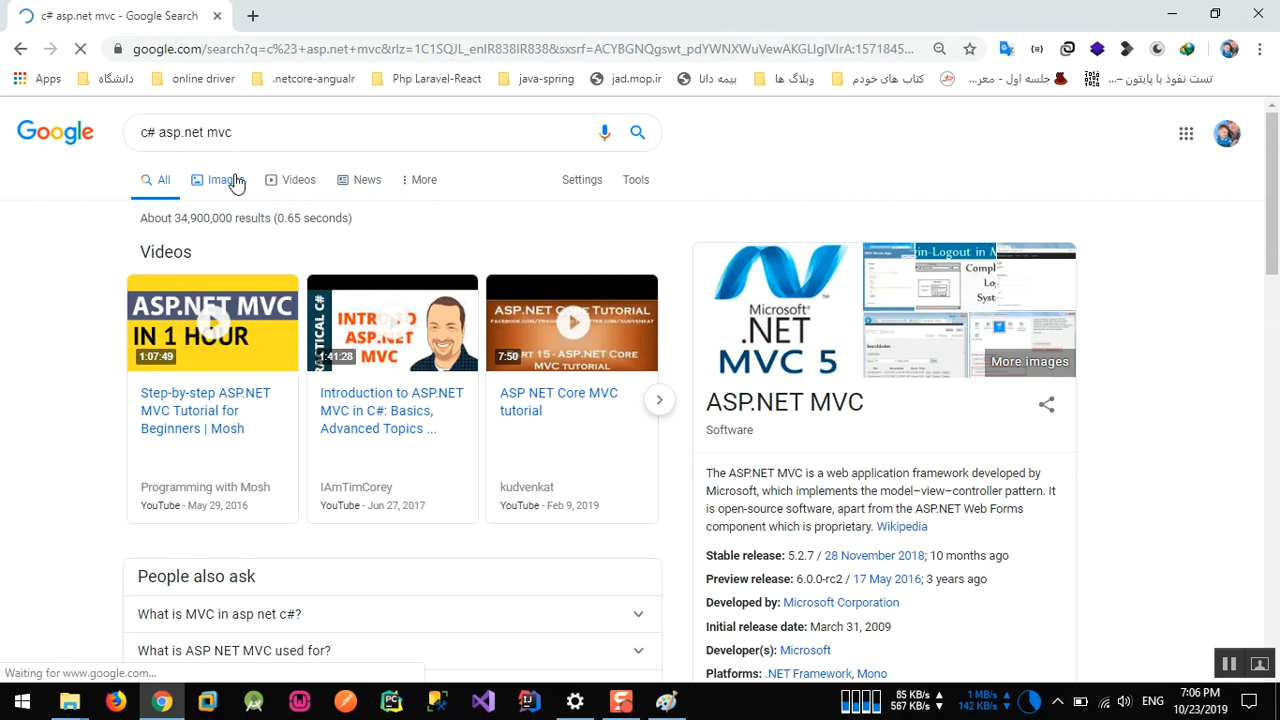 c# asp.net mvc - Google Search
google.com/search?q=c%23+asp.net+mvc&rlz=1C1SQJL_enIR838IR838&sxsrf=ACYBGNQgswt_pdYWNXWuVewAKGLIglVIrA:1571845...
Apps
دانشگاه
online driver
.netcore-angualr
Php Laravel-React
java-spring
jad.mop.ir
بیمه دانا
وبلاگ ها
کتاب های خودم
جلسه اول - معر...
تست نفوذ با پایتون –...
Google
c# asp.net mvc
All
Images
Videos
News
More
Settings
Tools
About 34,900,000 results (0.65 seconds)
Videos
ASP.NET MVC
IN 1 HOUR
1:07:49
Step-by-step ASP.NET
MVC Tutorial for
Beginners | Mosh
Programming with Mosh
YouTube - May 29, 2016
INTRO
ASP
MVC
1:41:28
Introduction to ASP.NET
MVC in C#: Basics,
Advanced Topics ...
IAmTimCorey
YouTube - Jun 27, 2017
ASP.NET CORE TUTORIAL
PART 15 - ASP.NET CORE
MVC TUTORIAL
7:50
ASP NET Core MVC
tutorial
kudvenkat
YouTube - Feb 9, 2019
People also ask
What is MVC in asp net c#?
What is ASP NET MVC used for?
Microsoft
.NET
MVC 5
More images
ASP.NET MVC
Software
The ASP.NET MVC is a web application framework developed by
Microsoft, which implements the model–view–controller pattern. It
is open-source software, apart from the ASP.NET Web Forms
component which is proprietary. Wikipedia
Stable release: 5.2.7 / 28 November 2018; 10 months ago
Preview release: 6.0.0-rc2 / 17 May 2016; 3 years ago
Developed by: Microsoft Corporation
Initial release date: March 31, 2009
Developer(s): Microsoft
Platforms: .NET Framework, Mono
Waiting for www.google.com...
85 KB/s
567 KB/s
1 MB/s
142 KB/s
ENG
7:06 PM
10/23/2019